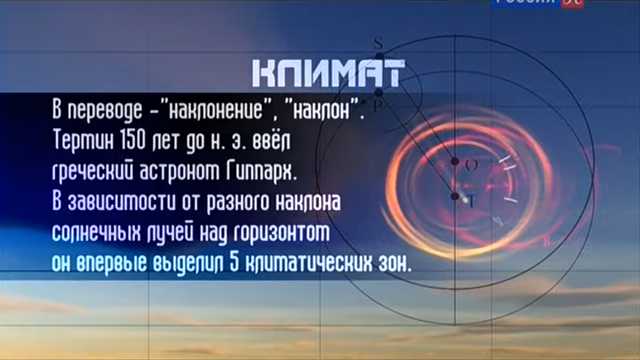 Россия К
КЛИМАТ
В переводе -"наклонение", "наклон".
Термин 150 лет до н. э. ввёл
греческий астроном Гиппарх.
В зависимости от разного наклона
солнечных лучей над горизонтом
он впервые выделил 5 климатических зон.
S
P
O
T